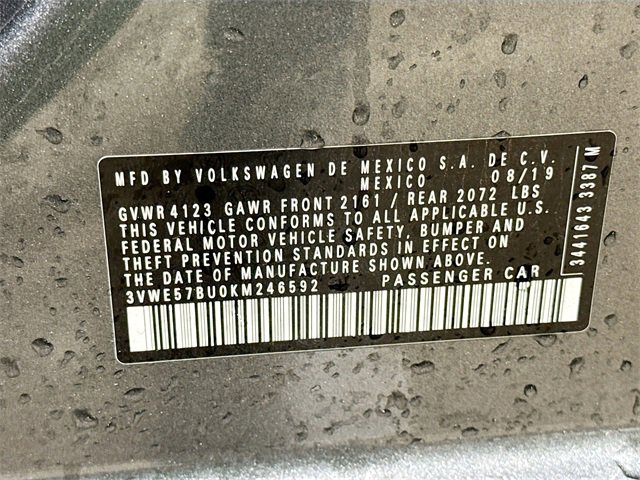 MFD BY VOLKSWAGEN DE MEXICO S.A. DE C.V.
MEXICO 08/19
GVWR 4123 GAWR FRONT 2161 / REAR 2072 LBS
THIS VEHICLE CONFORMS TO ALL APPLICABLE U.S.
FEDERAL MOTOR VEHICLE SAFETY, BUMPER AND
THEFT PREVENTION STANDARDS IN EFFECT ON
THE DATE OF MANUFACTURE SHOWN ABOVE.
3VWE57BU0KM246592 PASSENGER CAR
3441643 3387 M